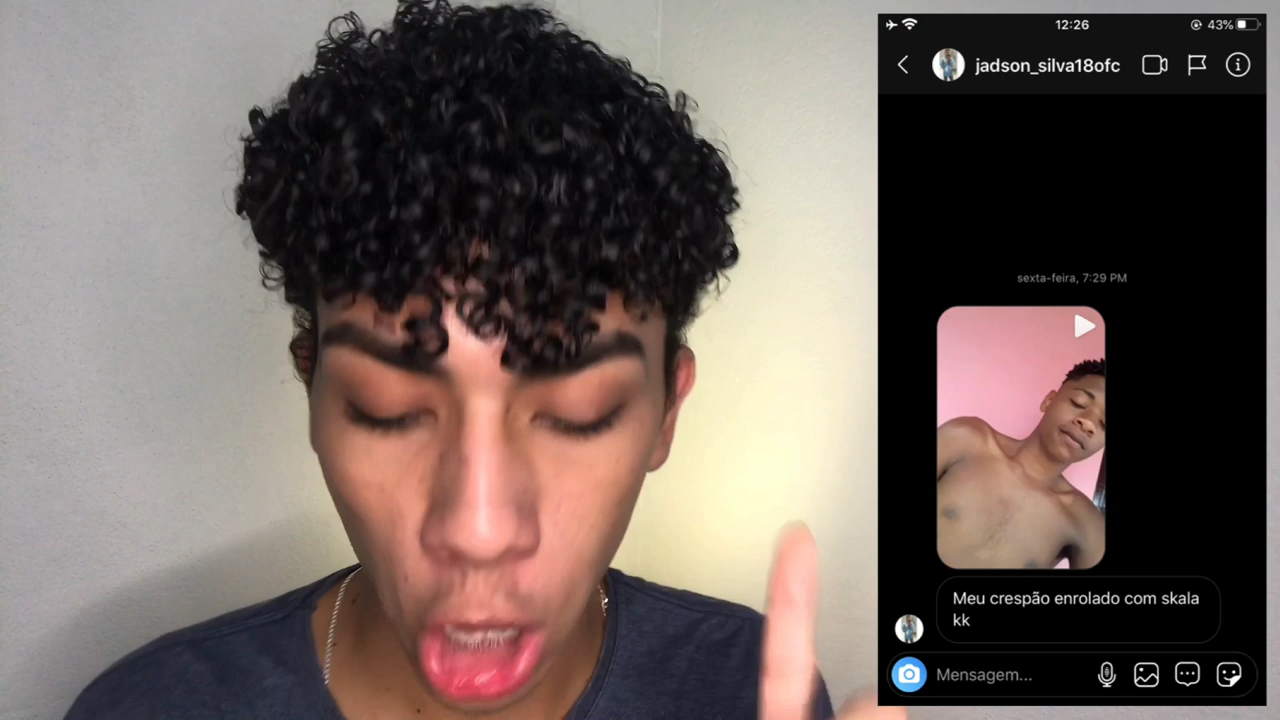 12:26
43%
jadson_silva18ofc
sexta-feira, 7:29 PM
Meu crespão enrolado com skala
kk
Mensagem...